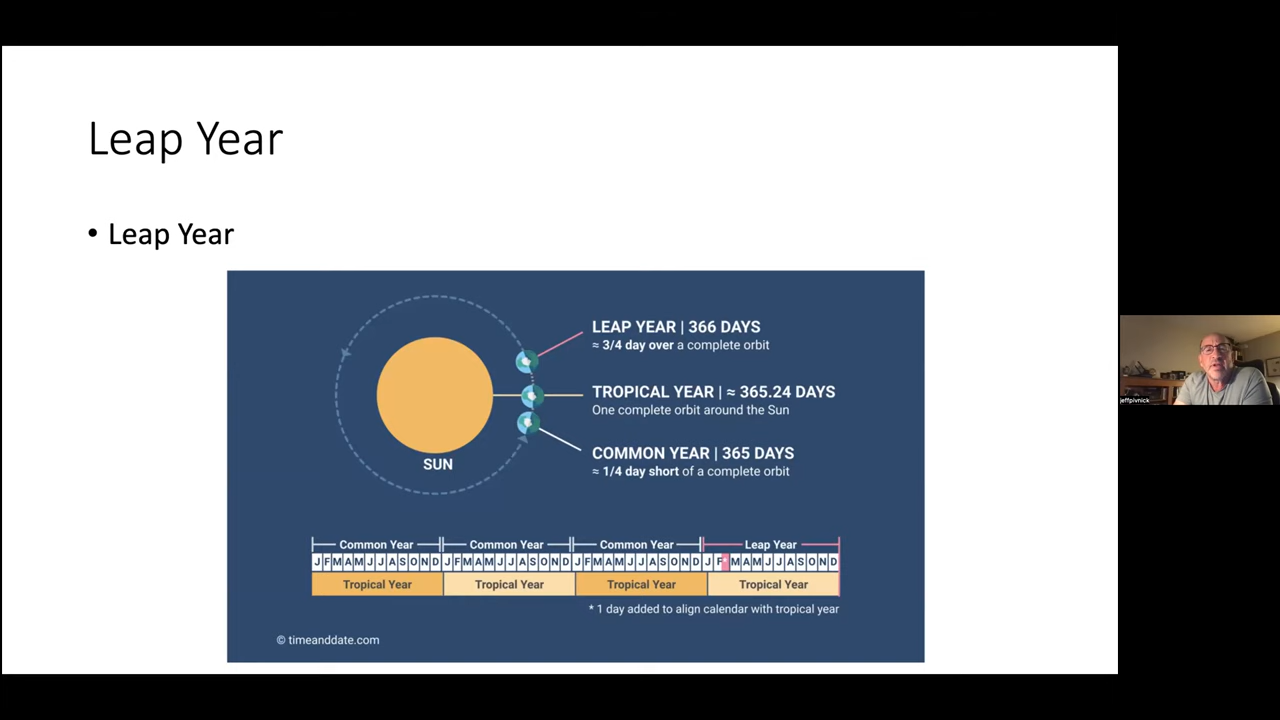 Leap Year
• Leap Year
LEAP YEAR | 366 DAYS
≈ 3/4 day over a complete orbit
TROPICAL YEAR | ≈ 365.24 DAYS
One complete orbit around the Sun
COMMON YEAR | 365 DAYS
≈ 1/4 day short of a complete orbit
SUN
Common Year Common Year Common Year Leap Year
J F M A M J J A S O N D J F M A M J J A S O N D J F M A M J J A S O N D J F * M A M J J A S O N D
Tropical Year Tropical Year Tropical Year Tropical Year
* 1 day added to align calendar with tropical year
© timeanddate.com
jeffpivnick